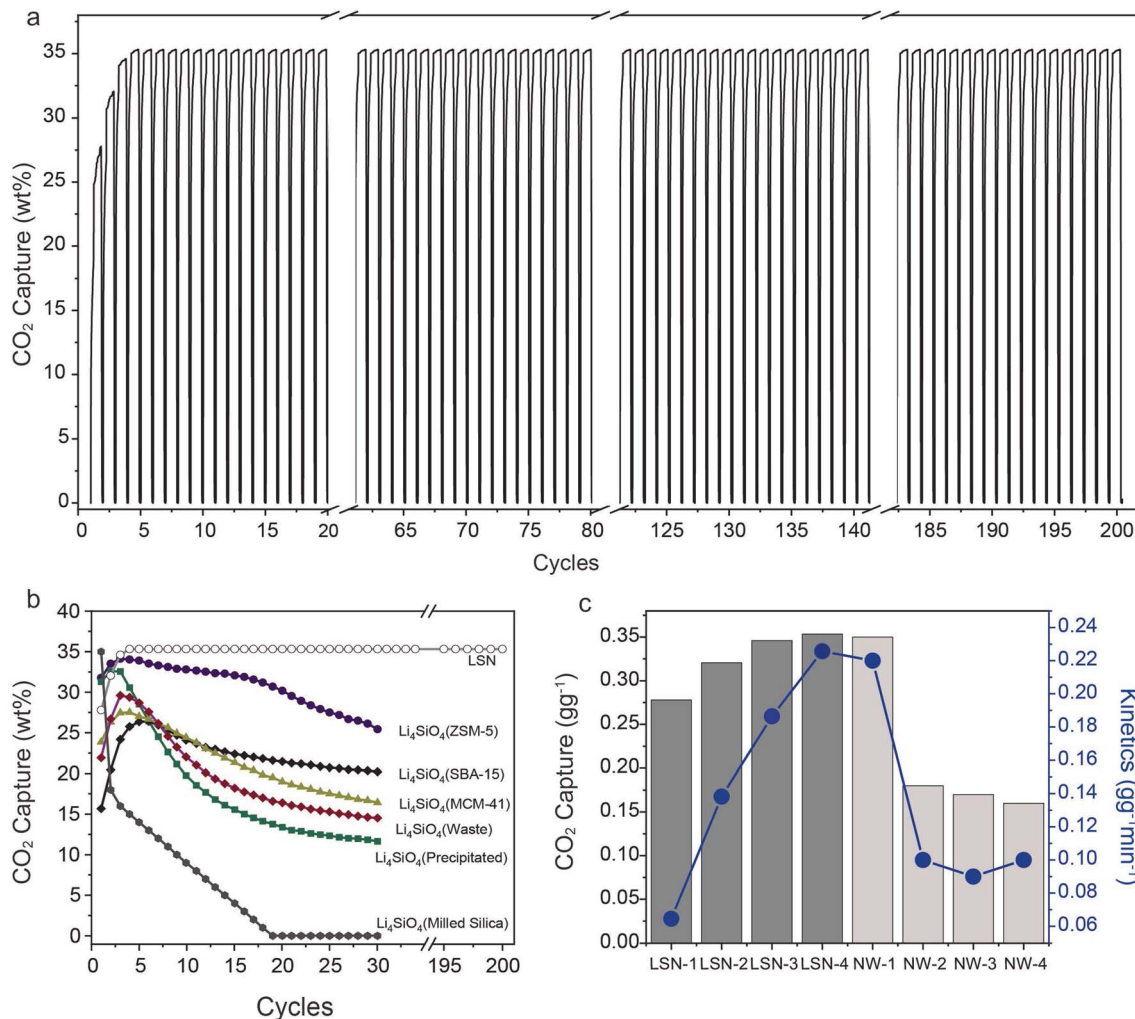 a
CO₂ Capture (wt%)
35
30
25
20
15
10
5
0
0 5 10 15 20 65 70 75 80 125 130 135 140 185 190 195 200
Cycles
b
CO₂ Capture (wt%)
40
35
30
25
20
15
10
5
0
LSN
Li₄SiO₄(ZSM-5)
Li₄SiO₄(SBA-15)
Li₄SiO₄(MCM-41)
Li₄SiO₄(Waste)
Li₄SiO₄(Precipitated)
Li₄SiO₄(Milled Silica)
0 5 10 15 20 25 30 195 200
Cycles
c
CO₂ Capture (gg⁻¹)
0.35
0.30
0.25
0.20
0.15
0.10
0.05
0.00
LSN-1 LSN-2 LSN-3 LSN-4 NW-1 NW-2 NW-3 NW-4
0.24
0.22
0.20
0.18
0.16
0.14
0.12
0.10
0.08
0.06
Kinetics (gg⁻¹min⁻¹)